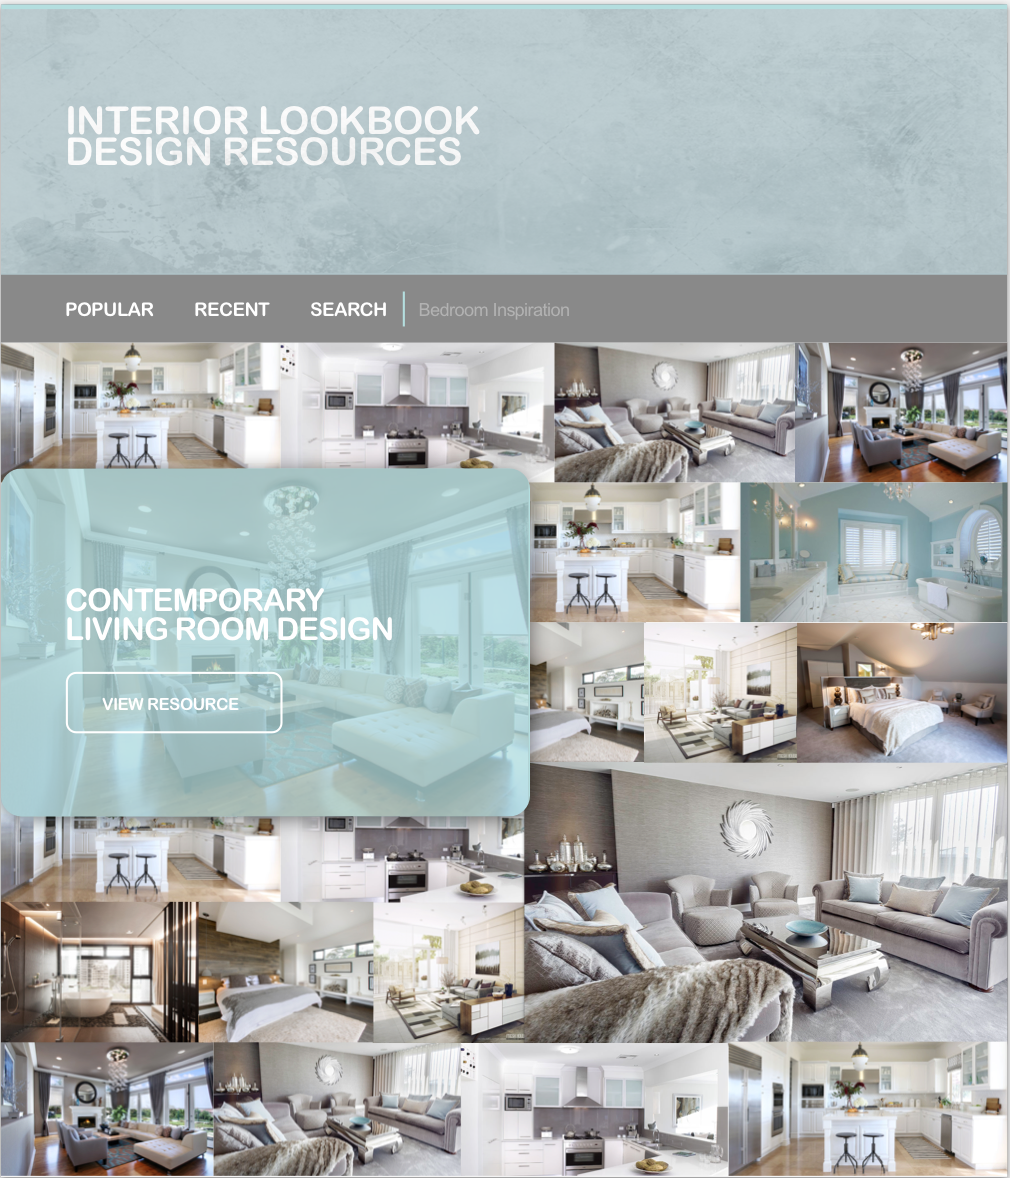 INTERIOR LOOKBOOK
DESIGN RESOURCES
POPULAR RECENT SEARCH Bedroom Inspiration
CONTEMPORARY
LIVING ROOM DESIGN
VIEW RESOURCE